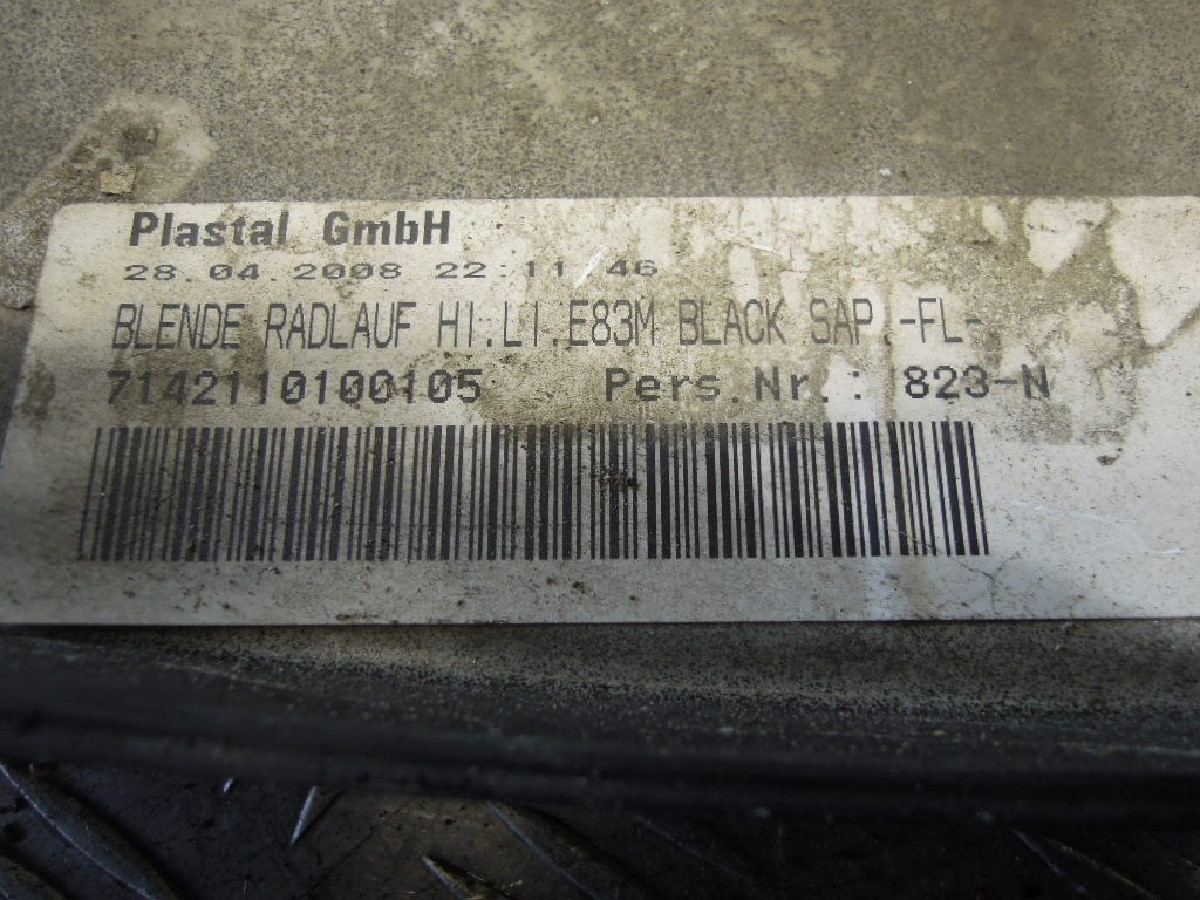 Plastal GmbH
28.04.2008 22:11:46
BLENDE RADLAUF HI.LI.E83M BLACK SAP.-FL-
7142110100105 Pers.Nr.: 823-N